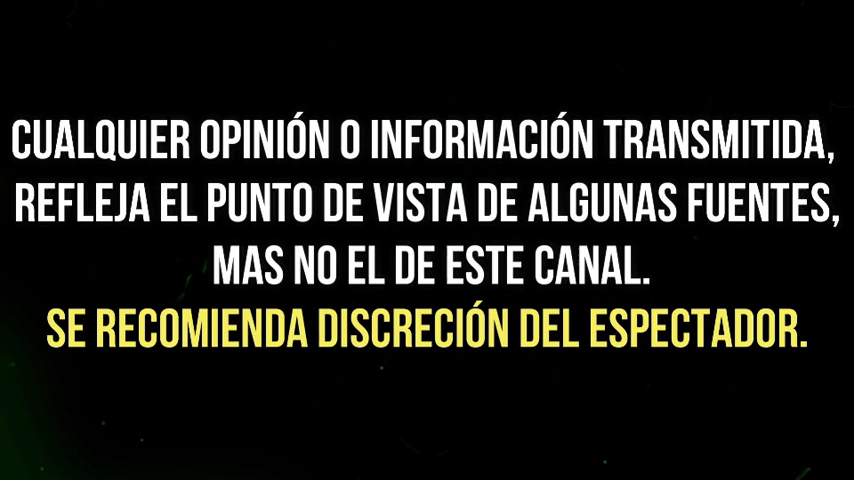 CUALQUIER OPINIÓN O INFORMACIÓN TRANSMITIDA,
REFLEJA EL PUNTO DE VISTA DE ALGUNAS FUENTES,
MAS NO EL DE ESTE CANAL.
SE RECOMIENDA DISCRECIÓN DEL ESPECTADOR.